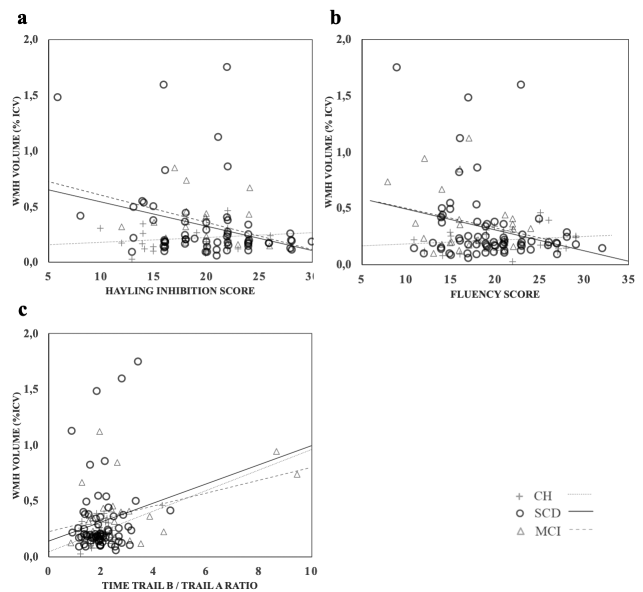 a
2,0
1,5
1,0
0,5
0,0
WMH VOLUME (% ICV)
5 10 15 20 25 30
HAYLING INHIBITION SCORE
b
2,0
1,5
1,0
0,5
0,0
WMH VOLUME (% ICV)
5 10 15 20 25 30 35
FLUENCY SCORE
c
2,0
1,5
1,0
0,5
0,0
WMH VOLUME (%ICV)
0 2 4 6 8 10
TIME TRAIL B / TRAIL A RATIO
CH
SCD
MCI